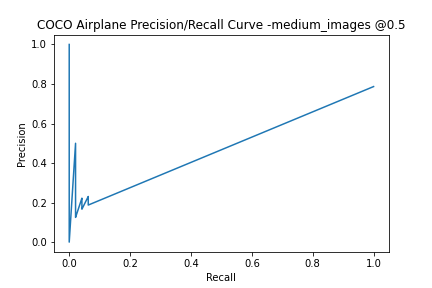 COCO Airplane Precision/Recall Curve -medium_images @0.5
1.0
0.8
0.6
0.4
0.2
0.0
Precision
0.0 0.2 0.4 0.6 0.8 1.0
Recall